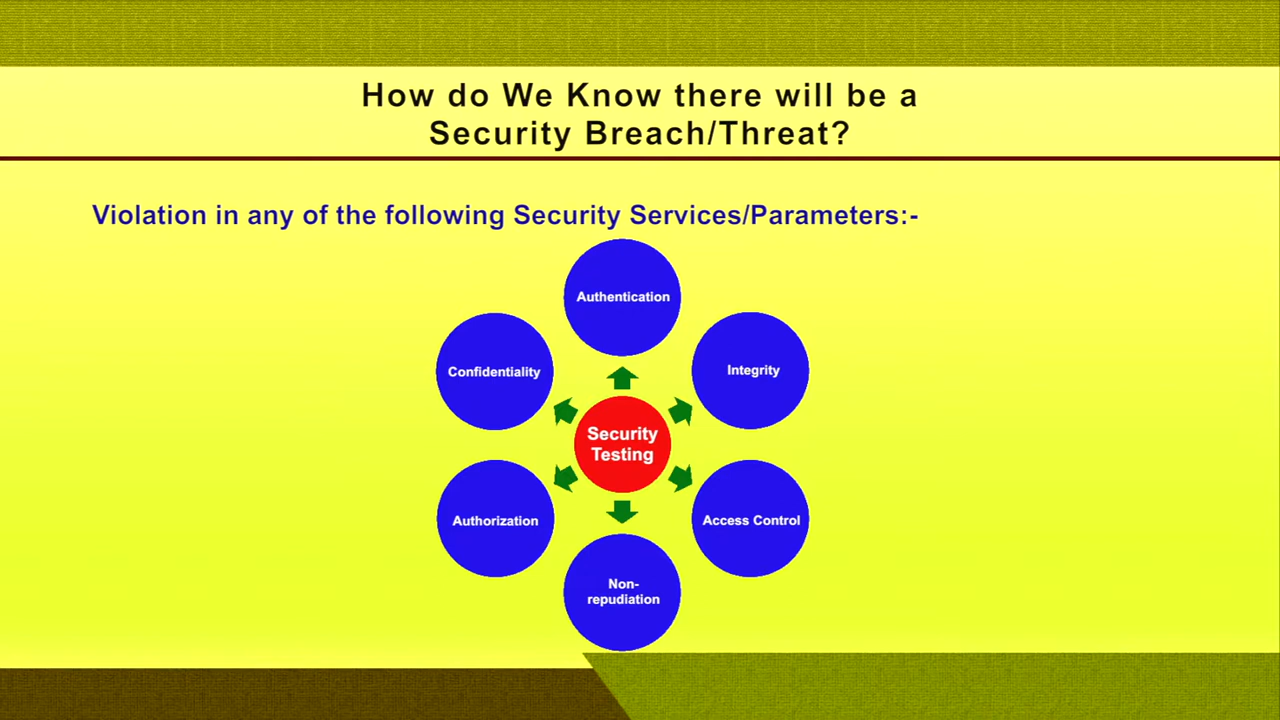 How do We Know there will be a
Security Breach/Threat?
Violation in any of the following Security Services/Parameters:-
Authentication
Confidentiality
Integrity
Security
Testing
Authorization
Access Control
Non-
repudiation